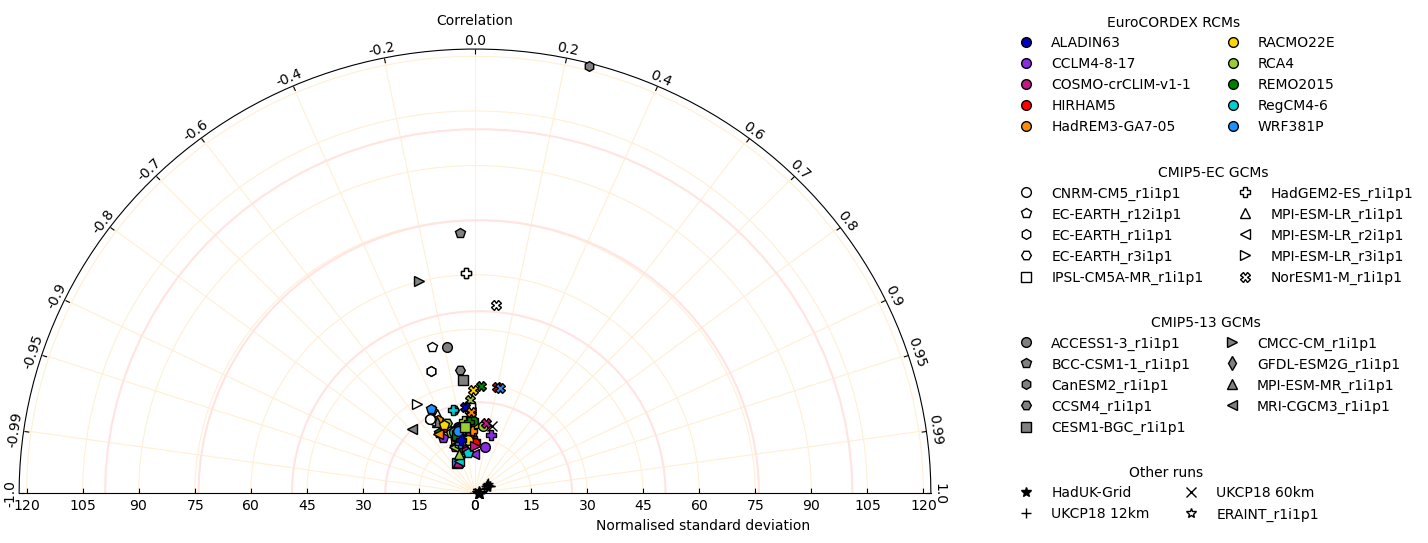 Correlation
-1.0
-0.99
-0.95
-0.9
-0.8
-0.7
-0.6
-0.4
-0.2
0.0
0.2
0.4
0.6
0.7
0.8
0.9
0.95
0.99
1.0
120 105 90 75 60 45 30 15 0 15 30 45 60 75 90 105 120
Normalised standard deviation
EuroCORDEX RCMs
ALADIN63 RACMO22E
CCLM4-8-17 RCA4
COSMO-crCLIM-v1-1 REMO2015
HIRHAM5 RegCM4-6
HadREM3-GA7-05 WRF381P
CMIP5-EC GCMs
CNRM-CM5_r1i1p1 HadGEM2-ES_r1i1p1
EC-EARTH_r12i1p1 MPI-ESM-LR_r1i1p1
EC-EARTH_r1i1p1 MPI-ESM-LR_r2i1p1
EC-EARTH_r3i1p1 MPI-ESM-LR_r3i1p1
IPSL-CM5A-MR_r1i1p1 NorESM1-M_r1i1p1
CMIP5-13 GCMs
ACCESS1-3_r1i1p1 CMCC-CM_r1i1p1
BCC-CSM1-1_r1i1p1 GFDL-ESM2G_r1i1p1
CanESM2_r1i1p1 MPI-ESM-MR_r1i1p1
CCSM4_r1i1p1 MRI-CGCM3_r1i1p1
CESM1-BGC_r1i1p1
Other runs
HadUK-Grid UKCP18 60km
UKCP18 12km ERAINT_r1i1p1